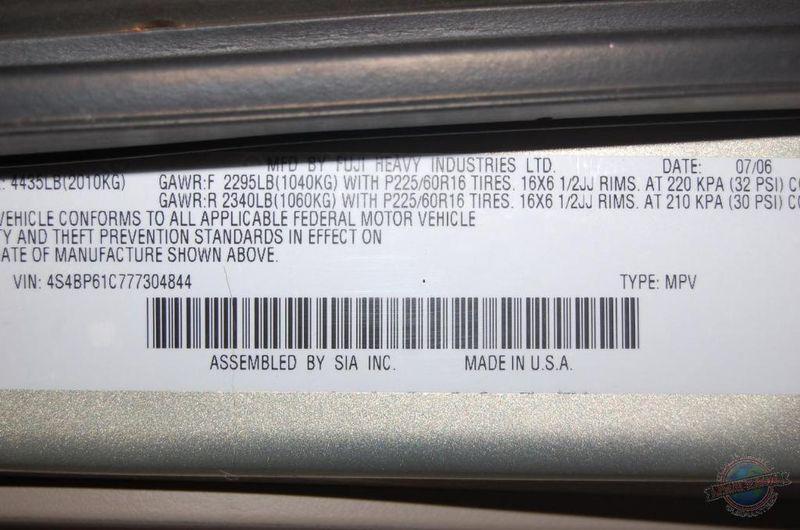 MFD BY FUJI HEAVY INDUSTRIES LTD. DATE: 07/06
4435LB(2010KG) GAWR:F 2295LB(1040KG) WITH P225/60R16 TIRES. 16X6 1/2JJ RIMS. AT 220 KPA (32 PSI)
GAWR:R 2340LB(1060KG) WITH P225/60R16 TIRES. 16X6 1/2JJ RIMS. AT 210 KPA (30 PSI)
VEHICLE CONFORMS TO ALL APPLICABLE FEDERAL MOTOR VEHICLE
AND THEFT PREVENTION STANDARDS IN EFFECT ON
OF MANUFACTURE SHOWN ABOVE.
VIN: 4S4BP61C777304844 TYPE: MPV
ASSEMBLED BY SIA INC. MADE IN U.S.A.